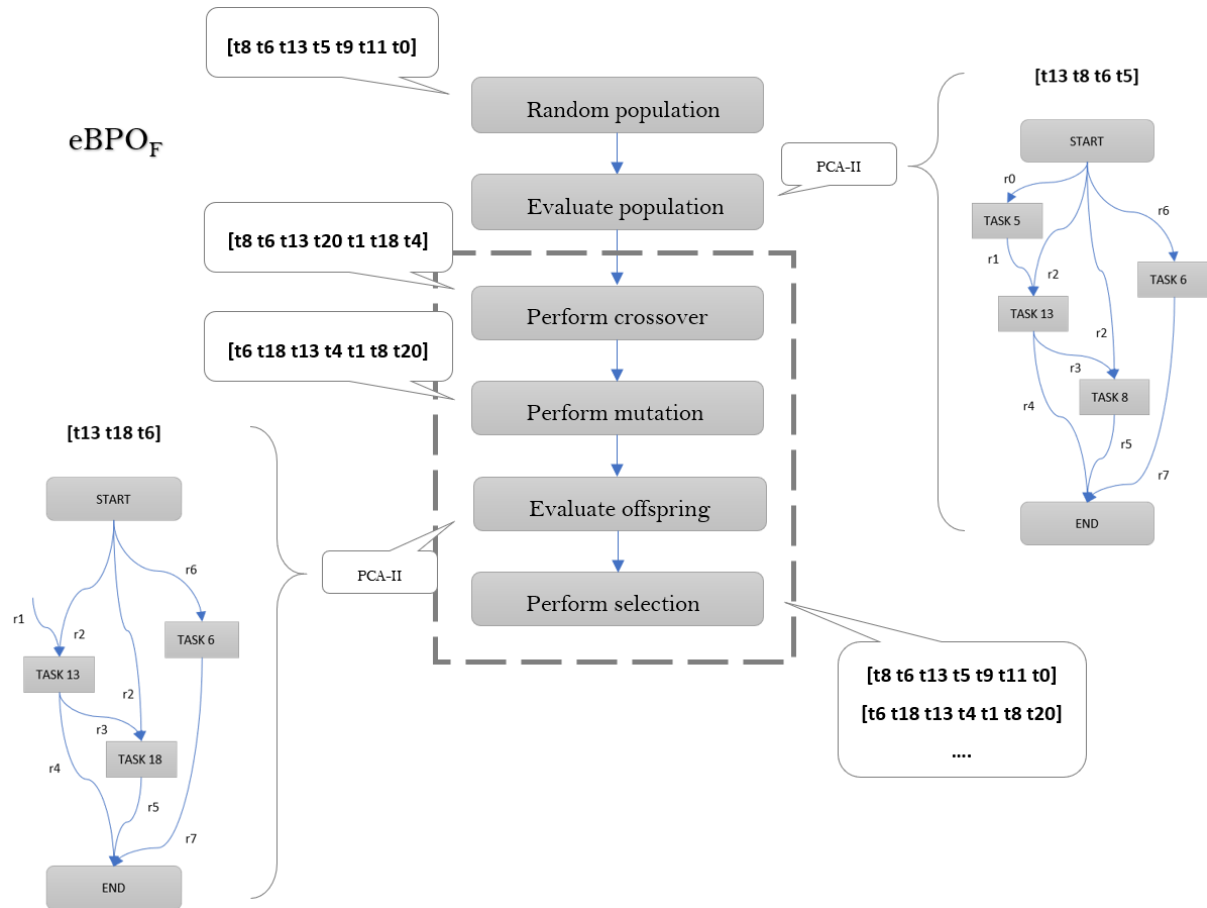 [t8 t6 t13 t5 t9 t11 t0]
eBPOF
Random population
Evaluate population
PCA-II
[t8 t6 t13 t20 t1 t18 t4]
Perform crossover
[t6 t18 t13 t4 t1 t8 t20]
Perform mutation
Evaluate offspring
PCA-II
Perform selection
[t8 t6 t13 t5 t9 t11 t0]
[t6 t18 t13 t4 t1 t8 t20]
....
[t13 t8 t6 t5]
START
r0
r6
TASK 5
r1
r2
TASK 6
TASK 13
r2
r3
TASK 8
r4
r5
r7
END
[t13 t18 t6]
START
r6
r1
r2
TASK 6
TASK 13
r2
r3
TASK 18
r4
r5
r7
END